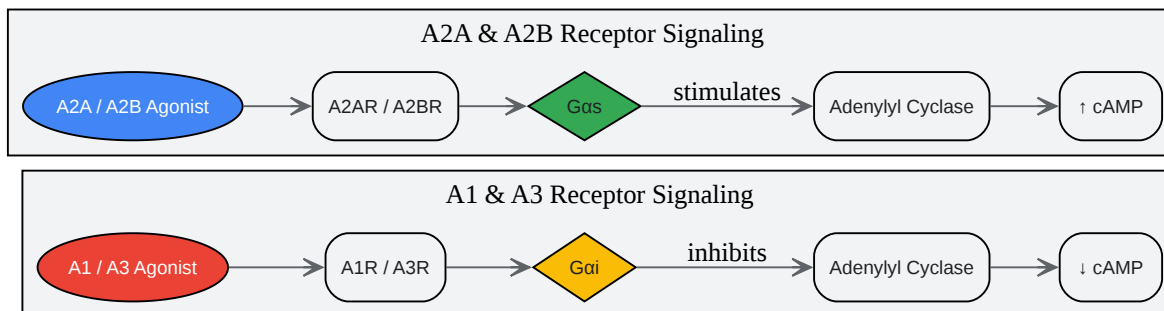 A2A & A2B Receptor Signaling
A2A / A2B Agonist
A2AR / A2BR
Gαs
stimulates
Adenylyl Cyclase
↑ cAMP
A1 & A3 Receptor Signaling
A1 / A3 Agonist
A1R / A3R
Gαi
inhibits
Adenylyl Cyclase
↓ cAMP